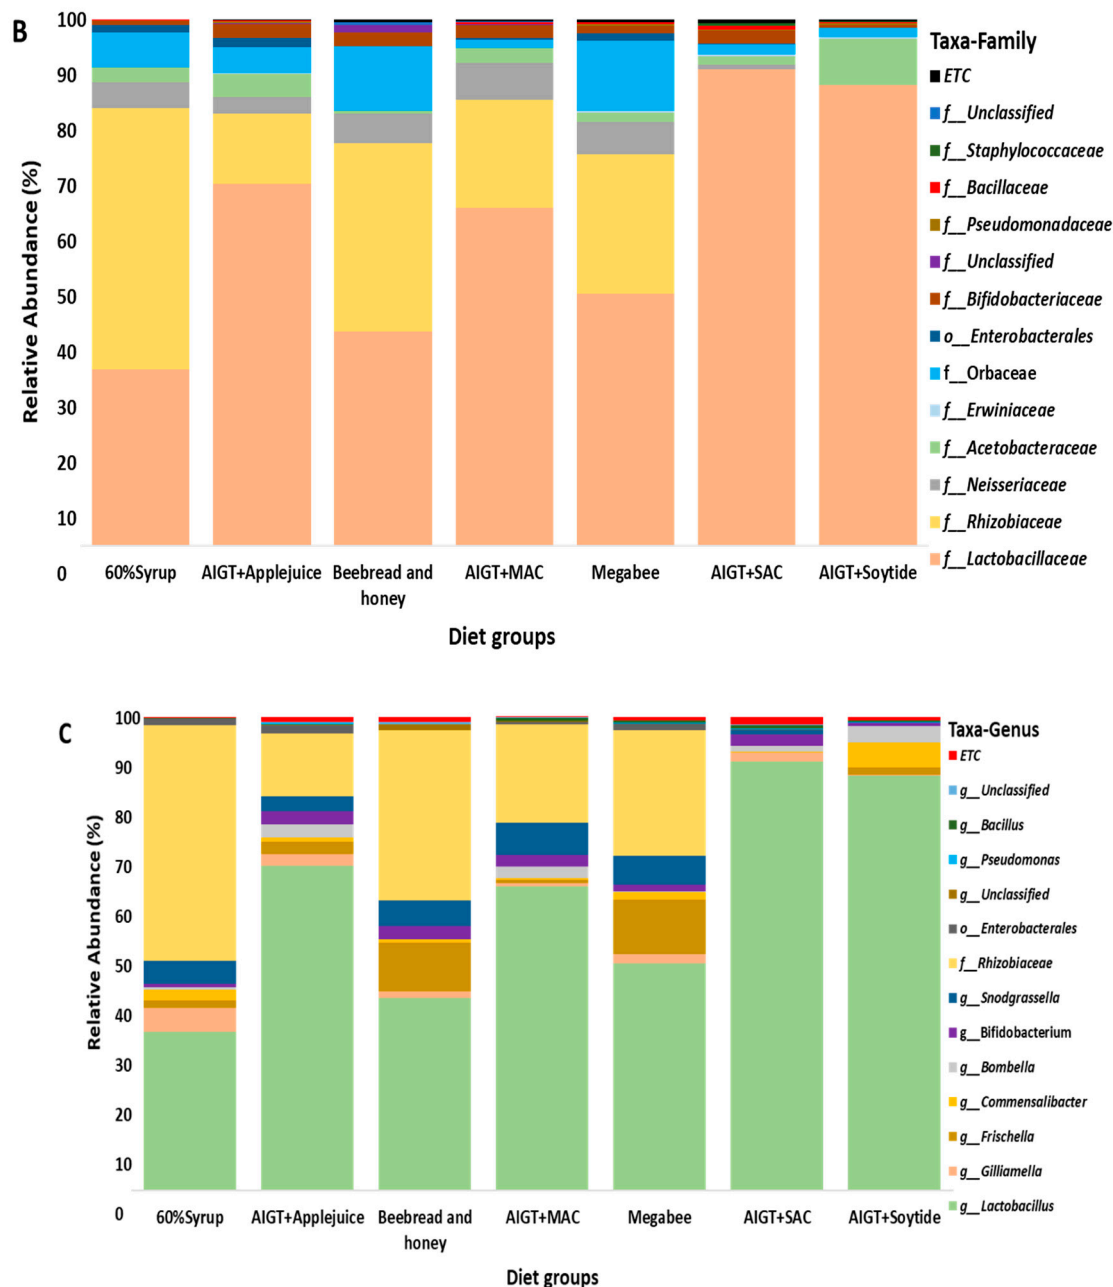 B
Relative Abundance (%)
100
90
80
70
60
50
40
30
20
10
0
60%Syrup
AIGT+Applejuice
Beebread and
honey
AIGT+MAC
Megabee
AIGT+SAC
AIGT+Soytide
Diet groups
Taxa-Family
ETC
f__Unclassified
f__Staphylococcaceae
f__Bacillaceae
f__Pseudomonadaceae
f__Unclassified
f__Bifidobacteriaceae
o__Enterobacterales
f__Orbaceae
f__Erwiniaceae
f__Acetobacteraceae
f__Neisseriaceae
f__Rhizobiaceae
f__Lactobacillaceae
C
Relative Abundance (%)
100
90
80
70
60
50
40
30
20
10
0
60%Syrup
AIGT+Applejuice
Beebread and
honey
AIGT+MAC
Megabee
AIGT+SAC
AIGT+Soytide
Diet groups
Taxa-Genus
ETC
g__Unclassified
g__Bacillus
g__Pseudomonas
g__Unclassified
o__Enterobacterales
f__Rhizobiaceae
g__Snodgrassella
g__Bifidobacterium
g__Bombella
g__Commensalibacter
g__Frischella
g__Gilliamella
g__Lactobacillus